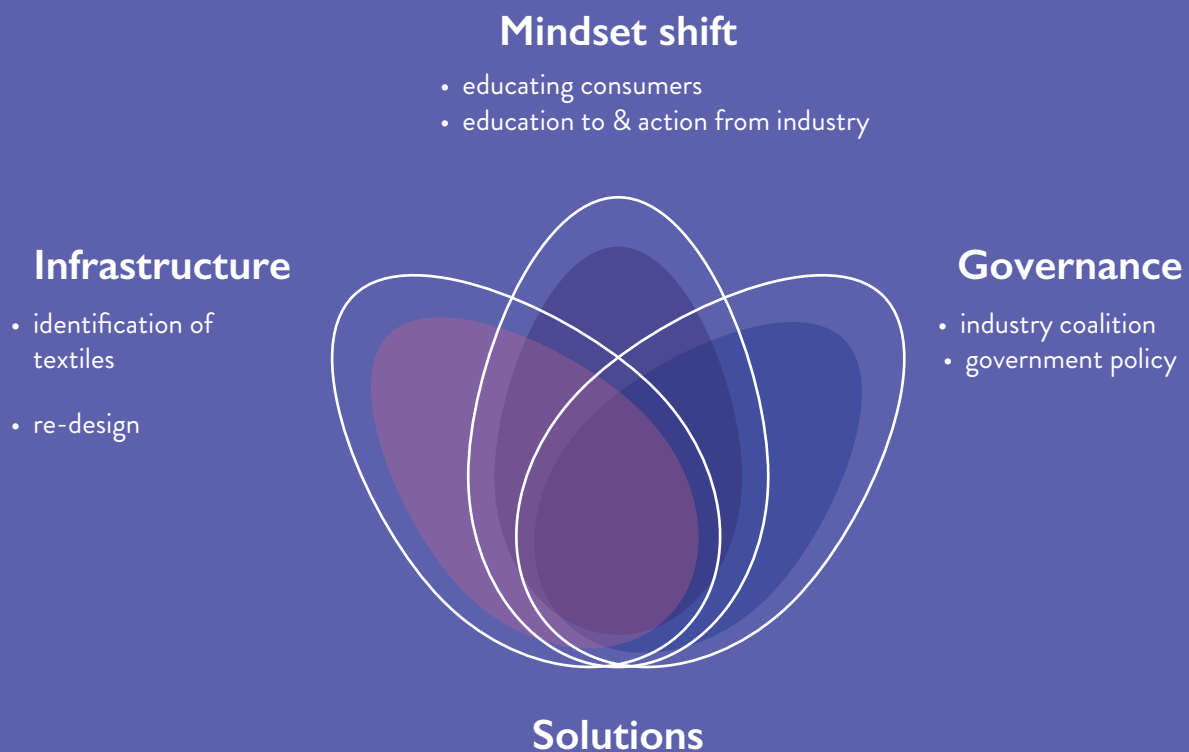 Mindset shift
• educating consumers
• education to & action from industry
Infrastructure
• identification of
textiles
• re-design
Governance
• industry coalition
• government policy
Solutions